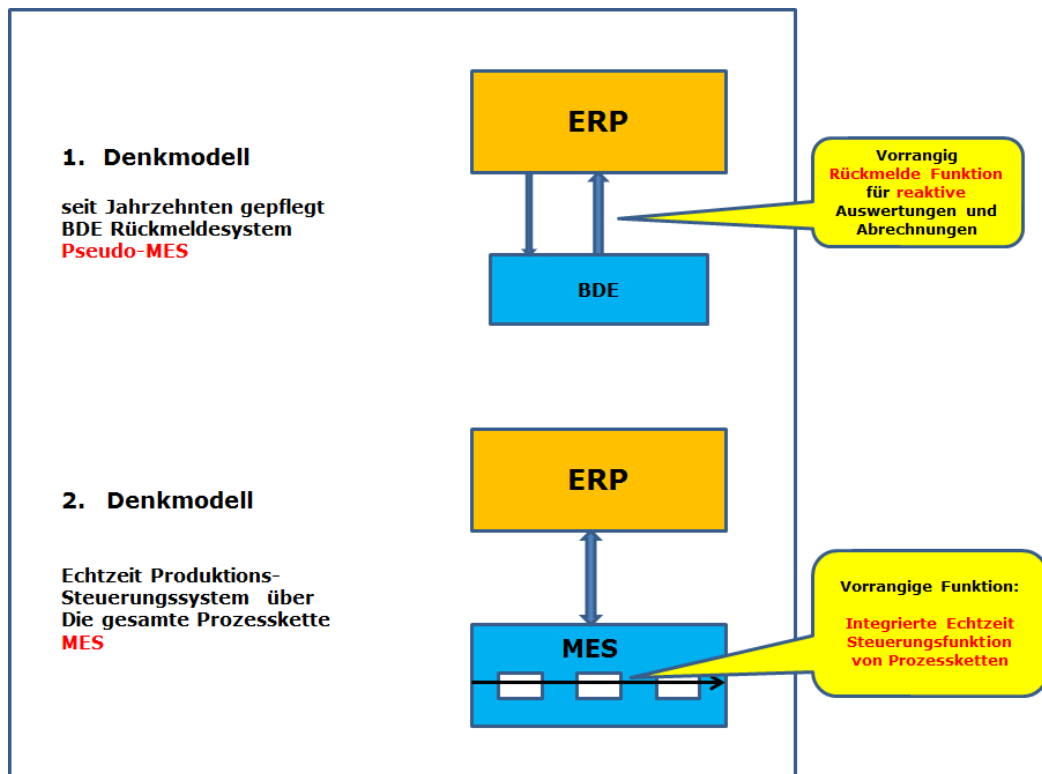 ERP
1. Denkmodell
seit Jahrzehnten gepflegt
BDE Rückmeldesystem
Pseudo-MES
Vorrangig
Rückmelde Funktion
für reaktive
Auswertungen und
Abrechnungen
BDE
ERP
2. Denkmodell
Echtzeit Produktions-
Steuerungssystem über
Die gesamte Prozesskette
MES
MES
Vorrangige Funktion:
Integrierte Echtzeit
Steuerungsfunktion
von Prozessketten